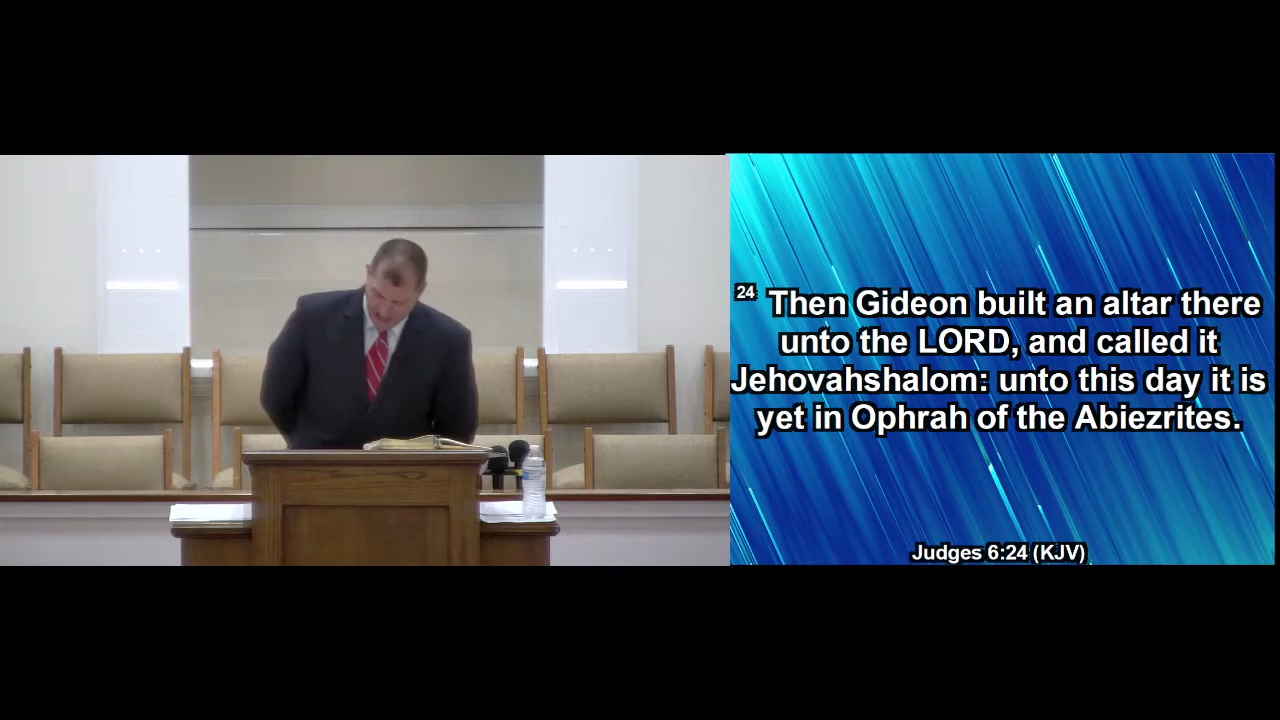 24 Then Gideon built an altar there
unto the LORD, and called it
Jehovahshalom: unto this day it is
yet in Ophrah of the Abiezrites.
Judges 6:24 (KJV)